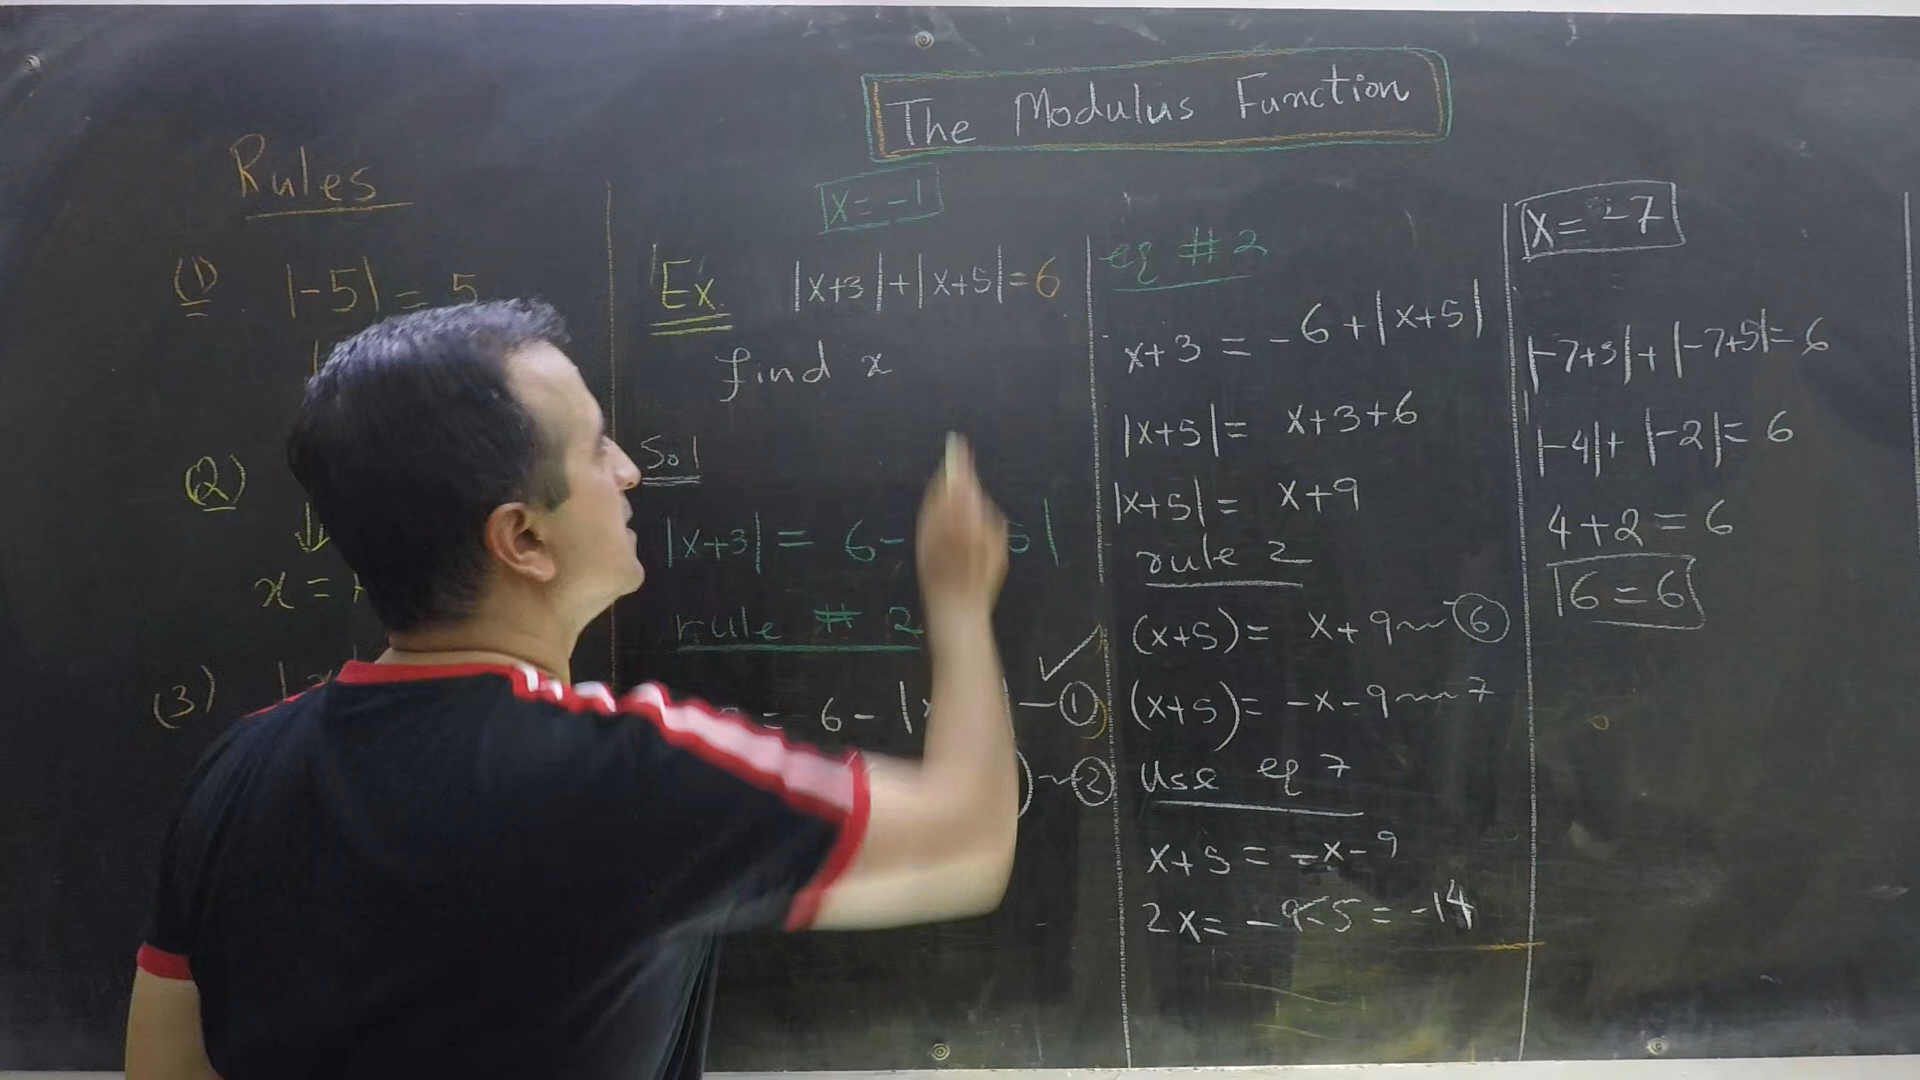 The Modulus Function
Rules
(1) |-5| = 5
(2)
x =
(3)
x = -1
Ex |x+3|+|x+5|=6
find x
Sol
|x+3| = 6- 5|
rule # 2
= 6- | - 1
~ 2
eq # 2
x+3 = -6+|x+5|
|x+5|= x+3+6
|x+5|= x+9
rule 2
(x+5)= x+9 ~ 6
(x+5)= -x-9 ~ 7
Use eq 7
x+5 = -x-9
2x= -9-5 = -14
x= -7
|-7+3|+|-7+5|=6
|-4|+ |-2|= 6
4+2 = 6
6=6